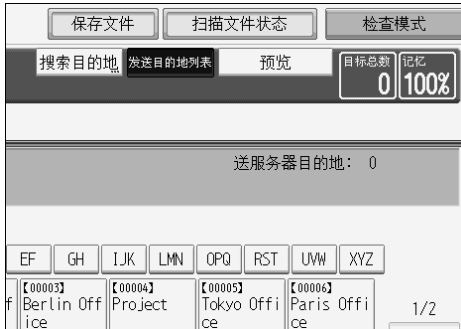 保存文件 扫描文件状态 检查模式
搜索目的地 发送目的地列表 预览 目标总数 记忆
0 100%
送服务器目的地: 0
EF GH IJK LMN OPQ RST UVW XYZ
【00003】 【00004】 【00005】 【00006】
f Berlin Off Project Tokyo Offi Paris Offi 1/2
ice ce ce